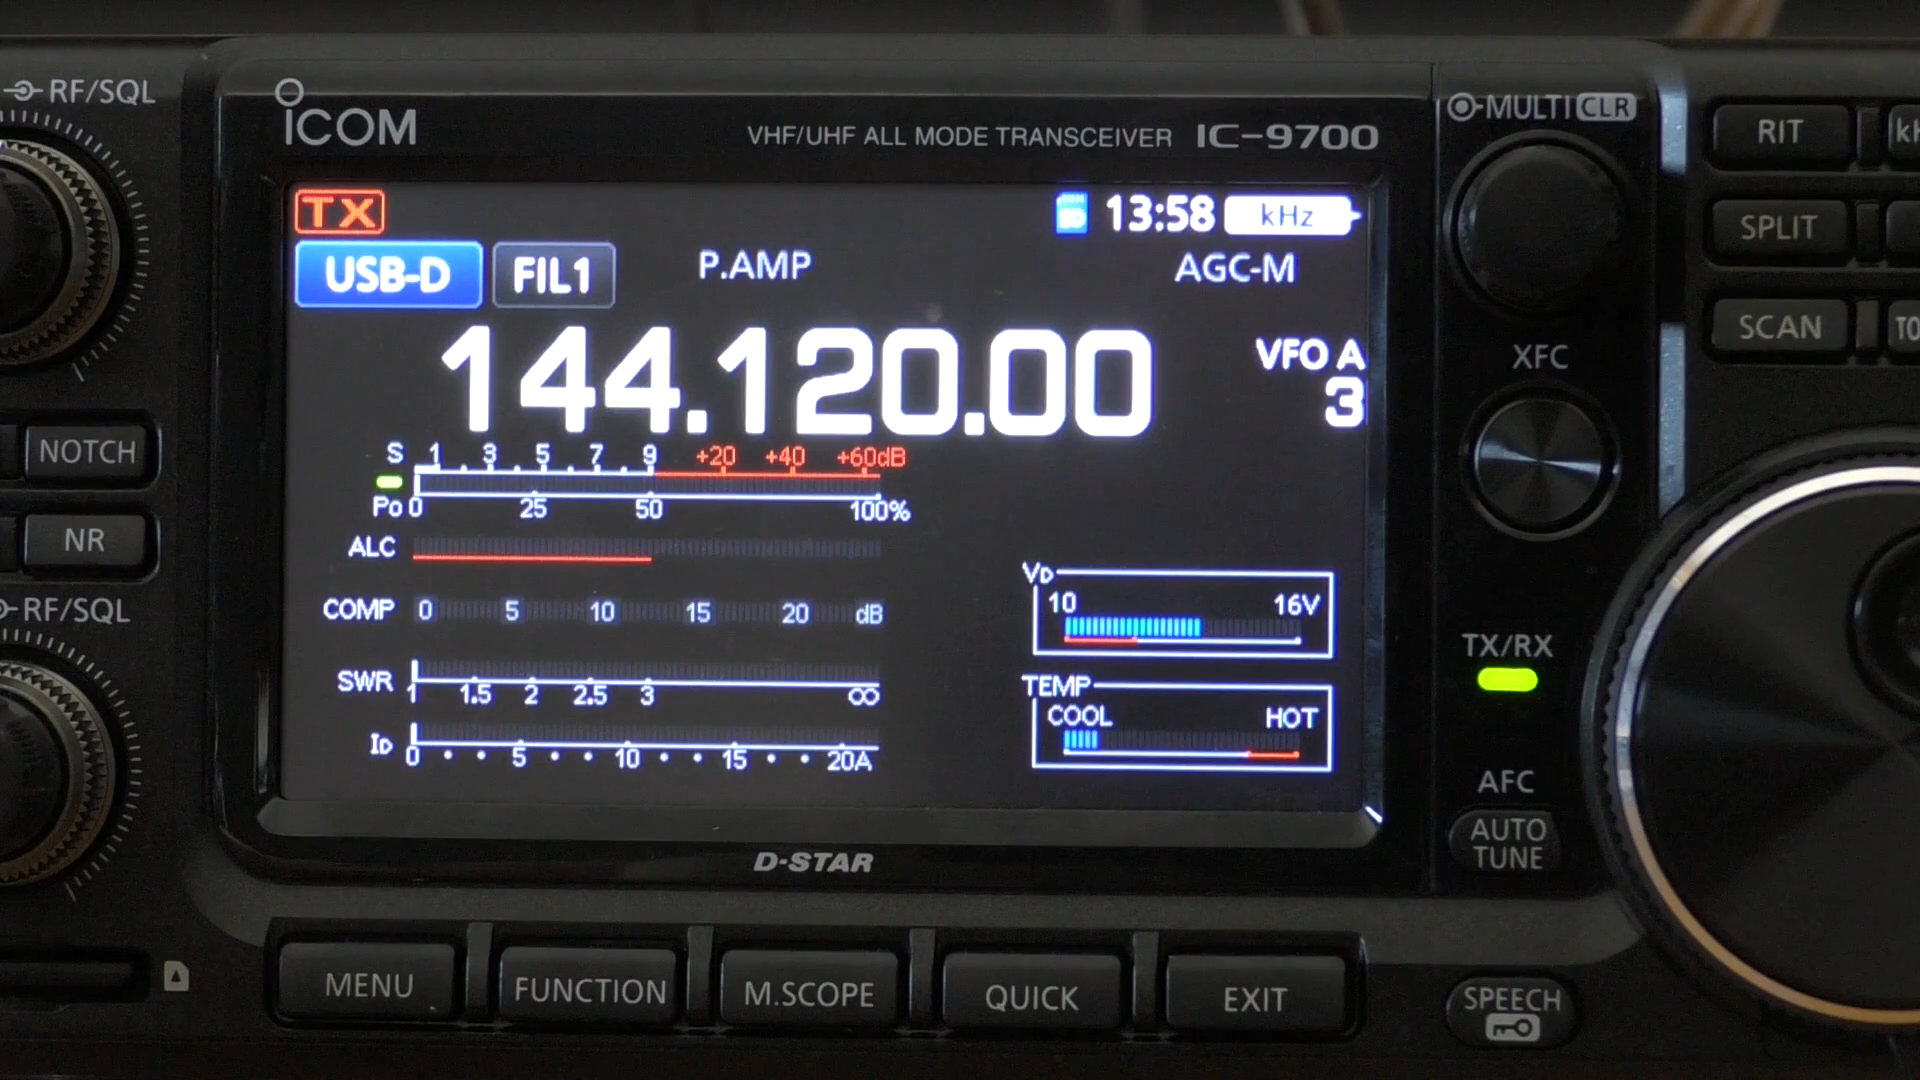 RF/SQL
ICOM
VHF/UHF ALL MODE TRANSCEIVER IC-9700
MULTI CLR
RIT
TX
13:58 kHz
USB-D FIL1 P.AMP AGC-M
SPLIT
144.120.00
VFO A
3
SCAN
XFC
S 1 3 5 7 9 +20 +40 +60dB
Po 0 25 50 100%
NOTCH
NR
ALC
COMP 0 5 10 15 20 dB
SWR 1 1.5 2 2.5 3 ∞
ID 0 5 10 15 20A
VD
10 16V
TEMP
COOL HOT
RF/SQL
TX/RX
AFC
AUTO
TUNE
D-STAR
MENU FUNCTION M.SCOPE QUICK EXIT
SPEECH